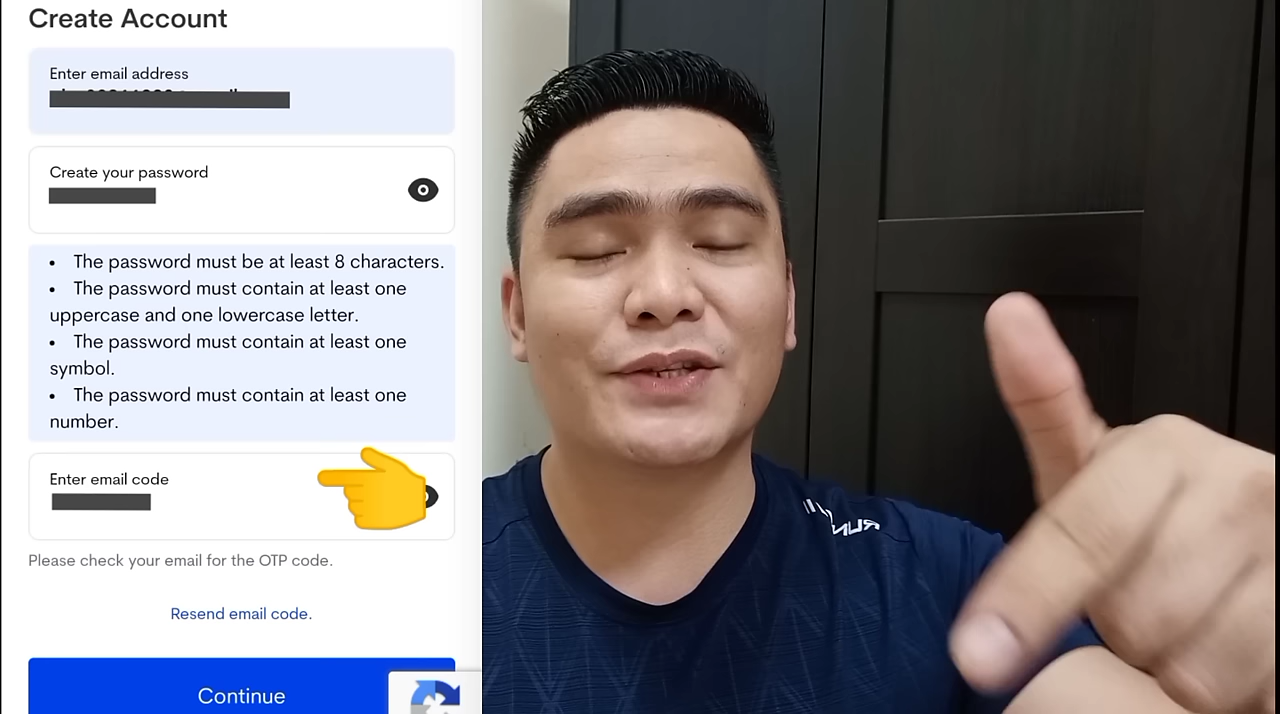 Create Account
Enter email address
Create your password
• The password must be at least 8 characters.
• The password must contain at least one
uppercase and one lowercase letter.
• The password must contain at least one
symbol.
• The password must contain at least one
number.
Enter email code
Please check your email for the OTP code.
Resend email code.
Continue